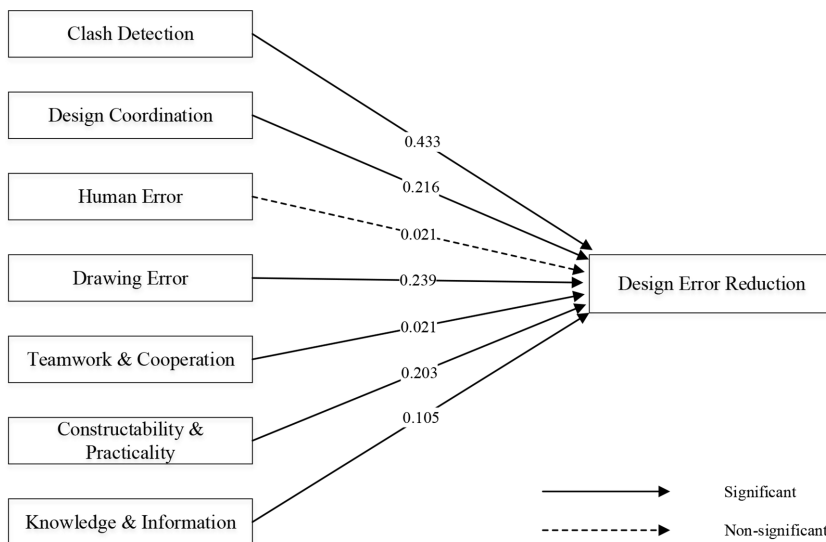 Clash Detection
Design Coordination
Human Error
Drawing Error
Teamwork & Cooperation
Constructability &
Practicality
Knowledge & Information
0.433
0.216
0.021
0.239
0.021
0.203
0.105
Design Error Reduction
Significant
Non-significant